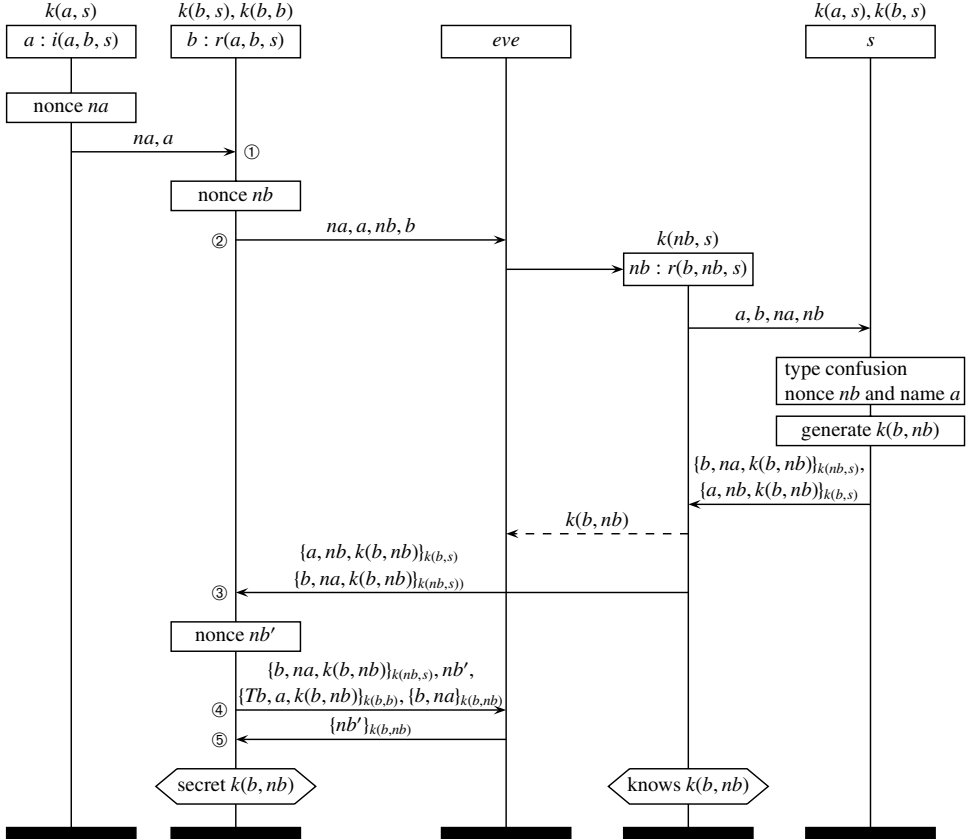 k(a, s)
k(b, s), k(b, b)
k(a, s), k(b, s)
a : i(a, b, s)
b : r(a, b, s)
eve
s
nonce na
na, a
①
nonce nb
②
na, a, nb, b
k(nb, s)
nb : r(b, nb, s)
a, b, na, nb
type confusion
nonce nb and name a
generate k(b, nb)
{b, na, k(b, nb)}k(nb,s),
{a, nb, k(b, nb)}k(b,s)
k(b, nb)
{a, nb, k(b, nb)}k(b,s)
{b, na, k(b, nb)}k(nb,s))
③
nonce nb′
{b, na, k(b, nb)}k(nb,s), nb′,
{Tb, a, k(b, nb)}k(b,b), {b, na}k(b,nb)
④
{nb′}k(b,nb)
⑤
secret k(b, nb)
knows k(b, nb)